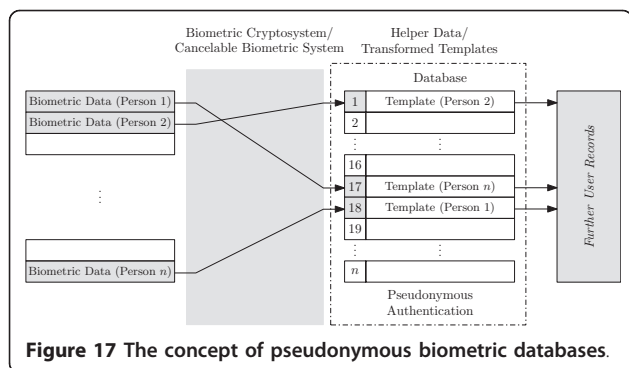 Biometric Cryptosystem/
Cancelable Biometric System
Helper Data/
Transformed Templates
Database
Biometric Data (Person 1)
Biometric Data (Person 2)
⋮
Biometric Data (Person n)
1 Template (Person 2)
2
⋮ ⋮
16
17 Template (Person n)
18 Template (Person 1)
19
⋮ ⋮
n
Pseudonymous
Authentication
Further User Records
Figure 17 The concept of pseudonymous biometric databases.